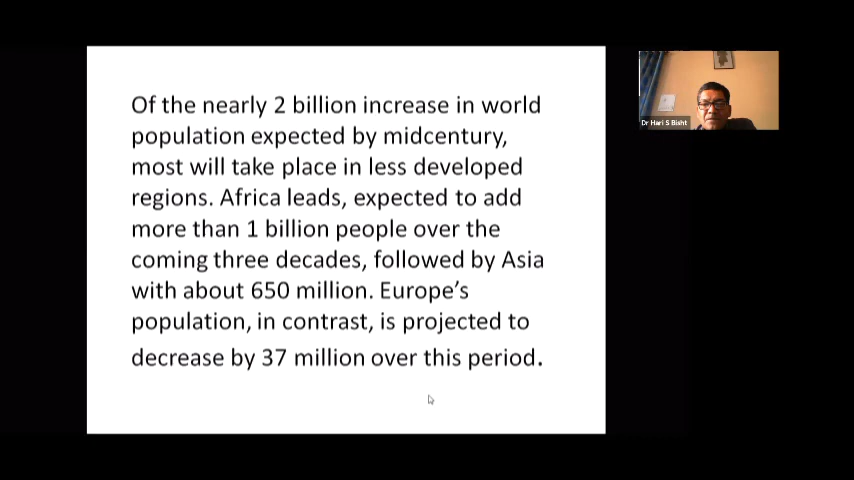 Of the nearly 2 billion increase in world
population expected by midcentury,
most will take place in less developed
regions. Africa leads, expected to add
more than 1 billion people over the
coming three decades, followed by Asia
with about 650 million. Europe’s
population, in contrast, is projected to
decrease by 37 million over this period.
Dr Hari S Bisht